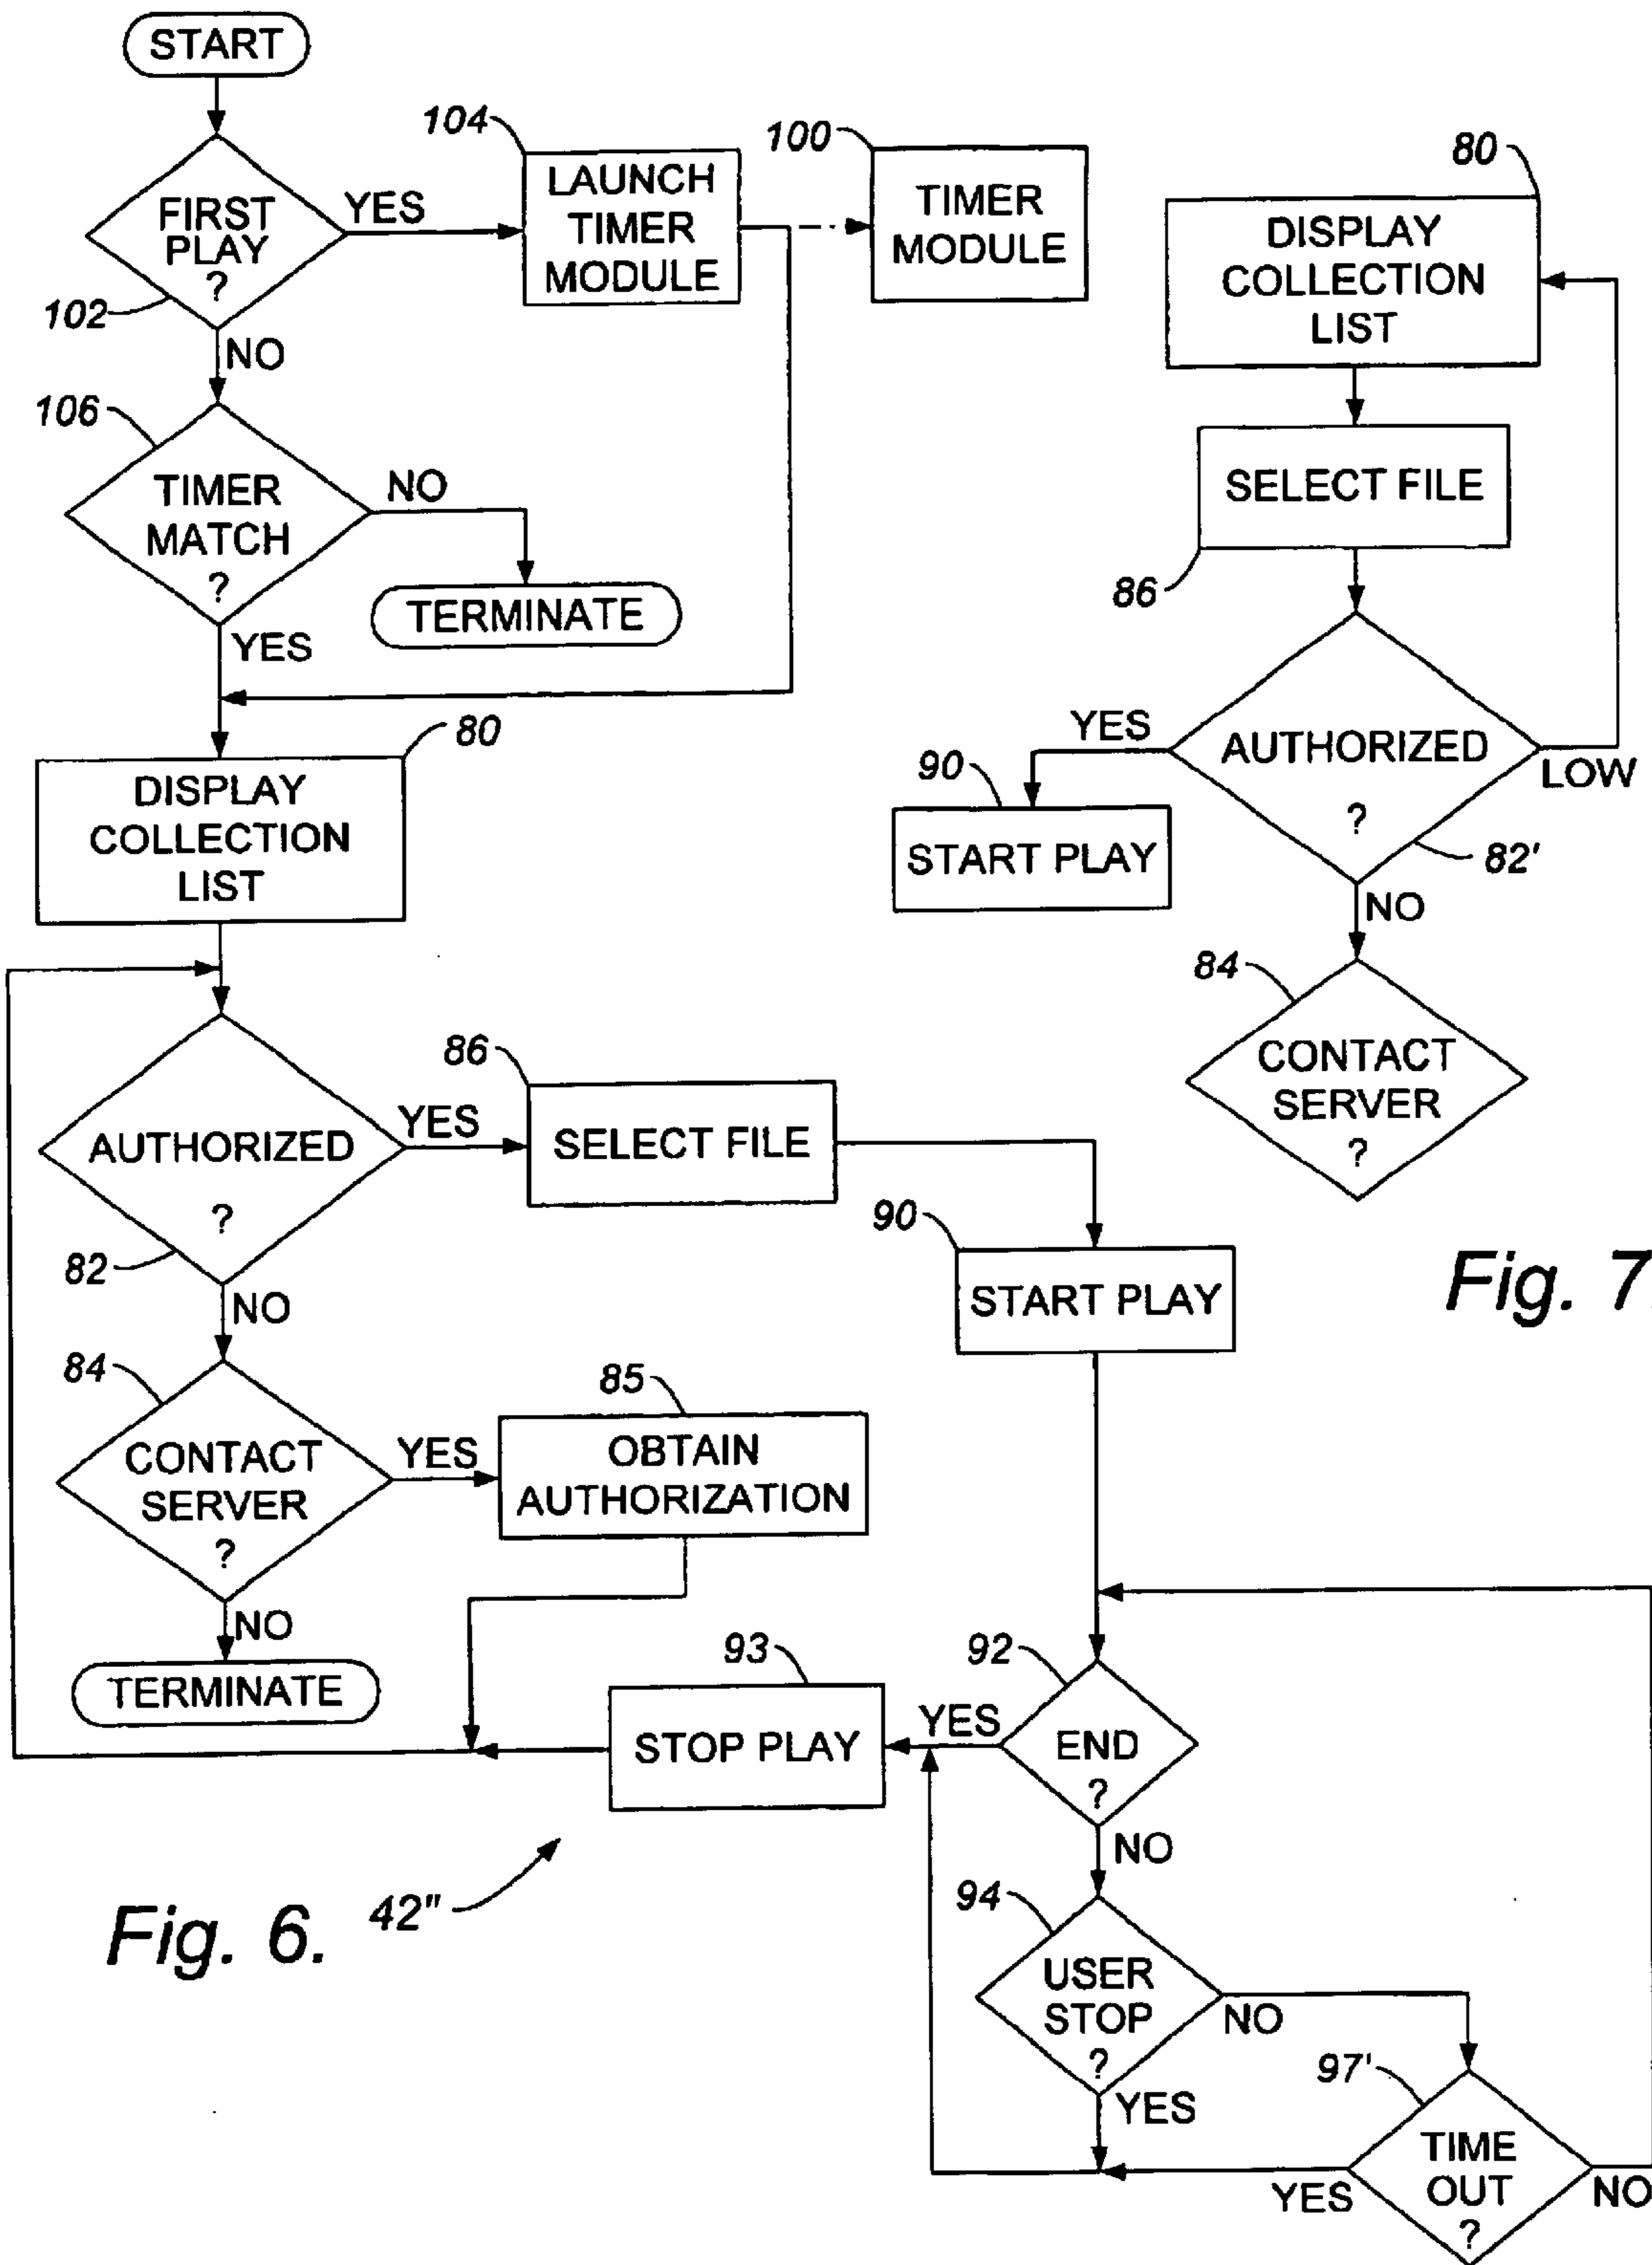 START
FIRST
PLAY
?
102
YES
104
LAUNCH
TIMER
MODULE
100
TIMER
MODULE
NO
106
TIMER
MATCH
?
NO
TERMINATE
YES
80
DISPLAY
COLLECTION
LIST
AUTHORIZED
?
82
YES
86
SELECT FILE
90
START PLAY
NO
84
CONTACT
SERVER
?
YES
85
OBTAIN
AUTHORIZATION
NO
TERMINATE
93
STOP PLAY
YES
92
END
?
NO
94
USER
STOP
?
NO
YES
97'
TIME
OUT
?
YES
NO
Fig. 6.
42"
80
DISPLAY
COLLECTION
LIST
SELECT FILE
86
AUTHORIZED
?
82'
YES
LOW
90
START PLAY
NO
84
CONTACT
SERVER
?
Fig. 7